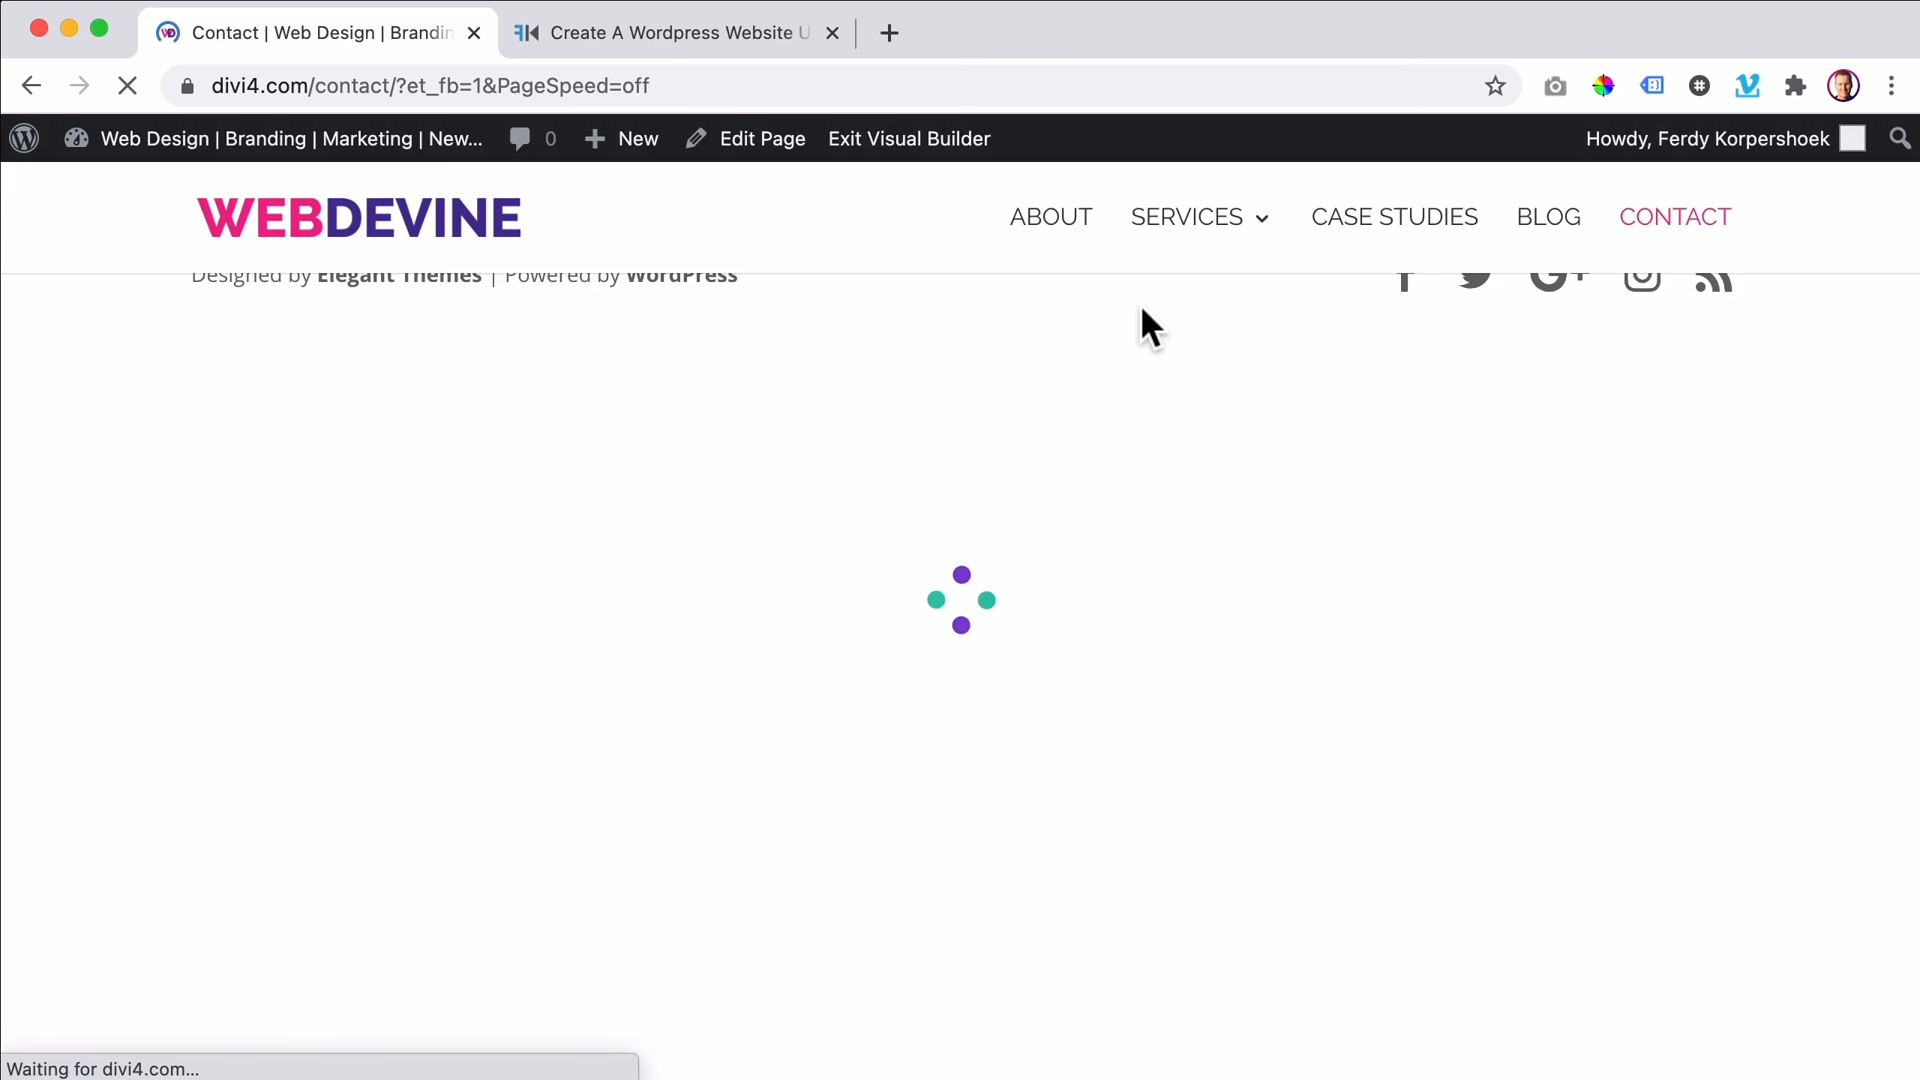 Contact | Web Design | Brandin
Create A Wordpress Website U
divi4.com/contact/?et_fb=1&PageSpeed=off
Web Design | Branding | Marketing | New... 0 New Edit Page Exit Visual Builder Howdy, Ferdy Korpershoek
WEBDEVINE ABOUT SERVICES CASE STUDIES BLOG CONTACT
Designed by Elegant Themes | Powered by WordPress
Waiting for divi4.com...